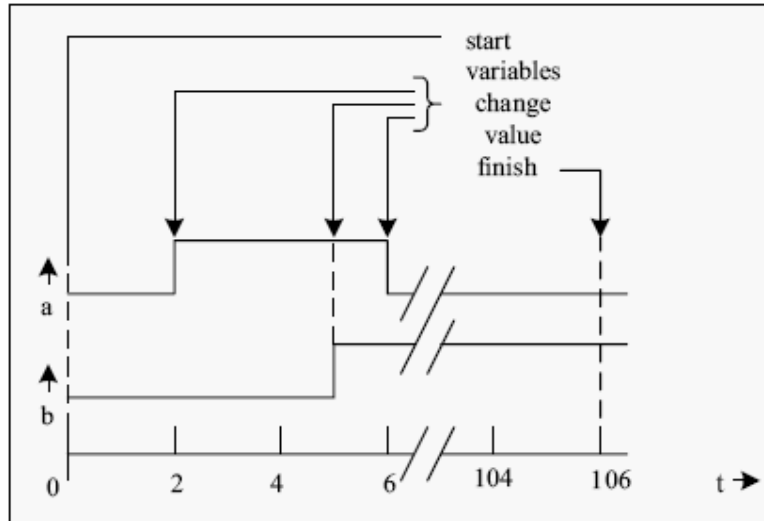 start
variables
change
value
finish
a
b
0 2 4 6 104 106 t